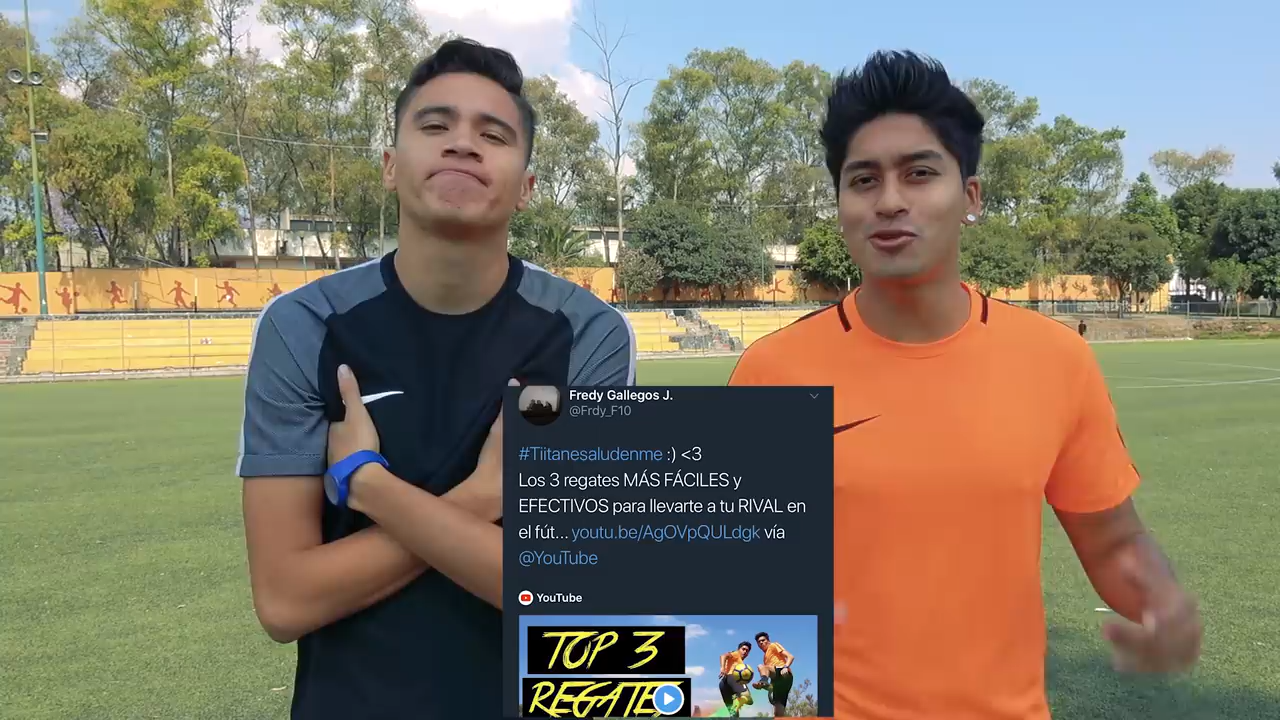 Fredy Gallegos J.
@Frdy_F10
#Tiitanesaludenme :) <3
Los 3 regates MÁS FÁCILES y
EFECTIVOS para llevarte a tu RIVAL en
el fút... youtu.be/AgOVpQULdgk vía
@YouTube
YouTube
TOP 3
REGATES